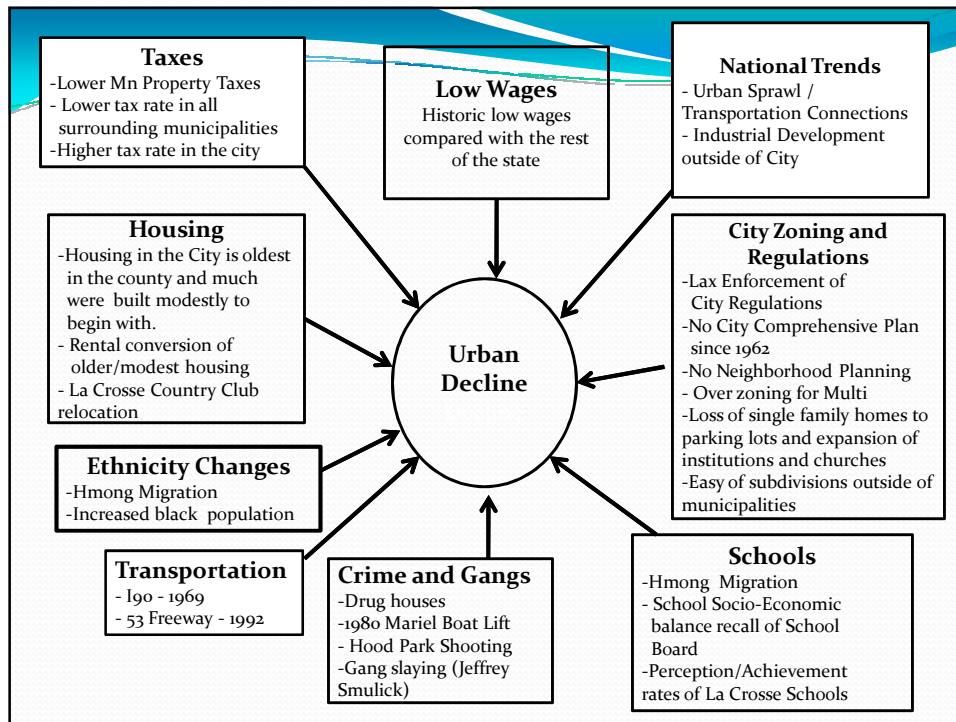 Taxes
-Lower Mn Property Taxes
- Lower tax rate in all
surrounding municipalities
-Higher tax rate in the city
Low Wages
Historic low wages
compared with the rest
of the state
National Trends
- Urban Sprawl /
Transportation Connections
- Industrial Development
outside of City
Housing
-Housing in the City is oldest
in the county and much
were built modestly to
begin with.
- Rental conversion of
older/modest housing
- La Crosse Country Club
relocation
Urban
Decline
City Zoning and
Regulations
-Lax Enforcement of
City Regulations
-No City Comprehensive Plan
since 1962
-No Neighborhood Planning
- Over zoning for Multi
-Loss of single family homes to
parking lots and expansion of
institutions and churches
-Easy of subdivisions outside of
municipalities
Ethnicity Changes
-Hmong Migration
-Increased black population
Transportation
- I90 - 1969
- 53 Freeway - 1992
Crime and Gangs
-Drug houses
-1980 Mariel Boat Lift
- Hood Park Shooting
-Gang slaying (Jeffrey
Smulick)
Schools
-Hmong Migration
- School Socio-Economic
balance recall of School
Board
-Perception/Achievement
rates of La Crosse Schools